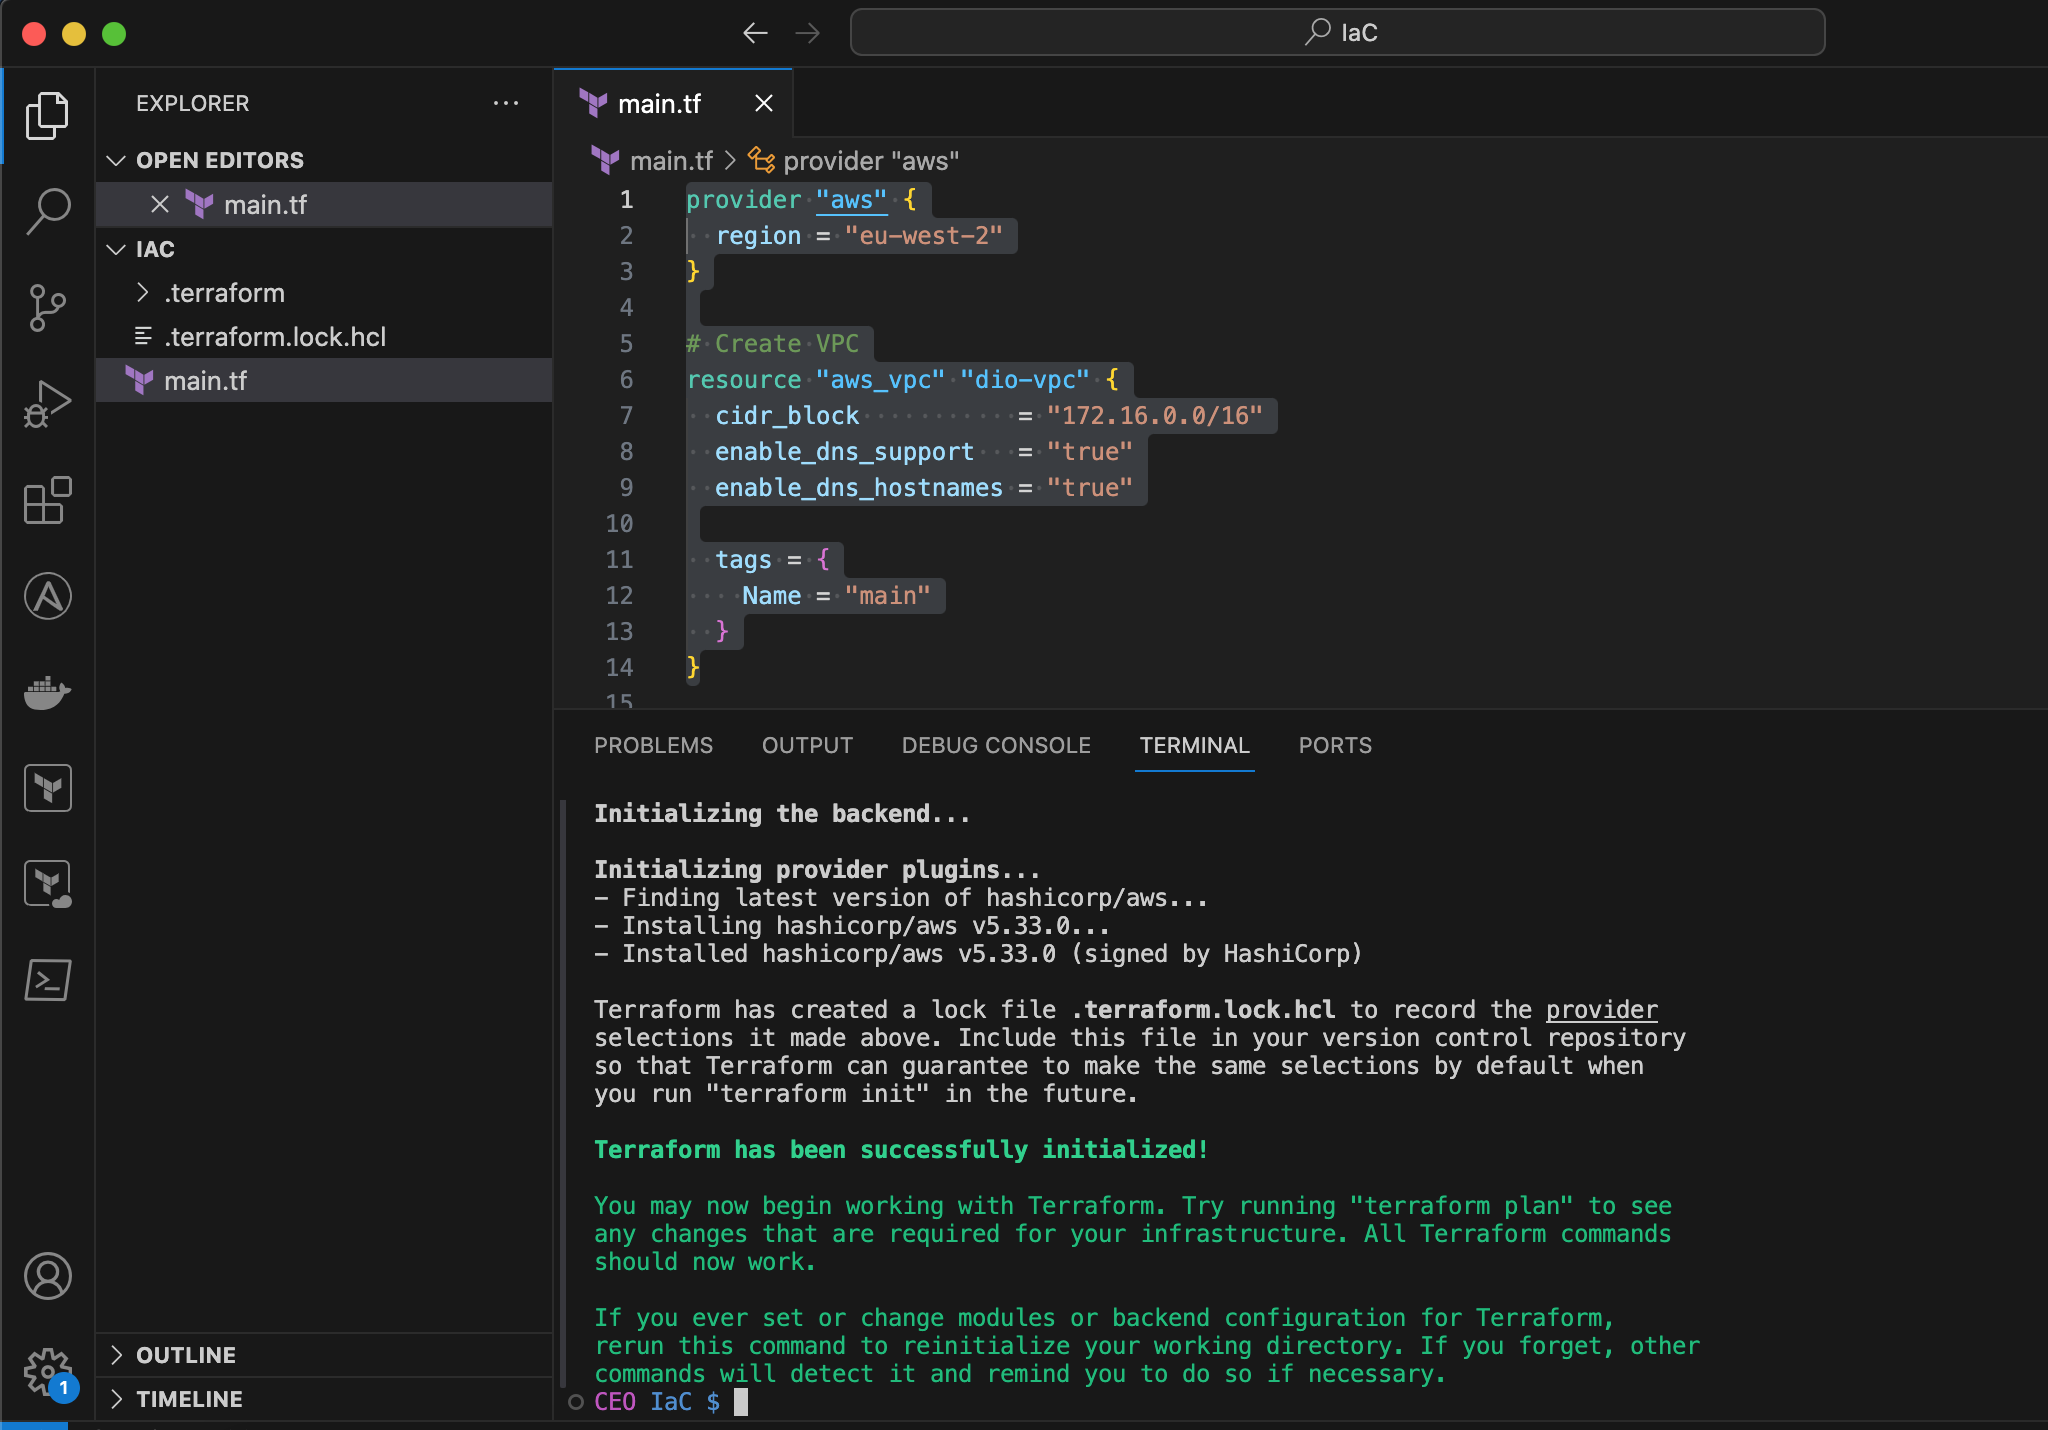 IaC
EXPLORER
main.tf
OPEN EDITORS
main.tf > provider "aws"
main.tf
IAC
.terraform
.terraform.lock.hcl
main.tf
1 provider "aws" {
2 region = "eu-west-2"
3 }
4
5 # Create VPC
6 resource "aws_vpc" "dio-vpc" {
7 cidr_block = "172.16.0.0/16"
8 enable_dns_support = "true"
9 enable_dns_hostnames = "true"
10
11 tags = {
12 Name = "main"
13 }
14 }
15
PROBLEMS OUTPUT DEBUG CONSOLE TERMINAL PORTS
Initializing the backend...
Initializing provider plugins...
- Finding latest version of hashicorp/aws...
- Installing hashicorp/aws v5.33.0...
- Installed hashicorp/aws v5.33.0 (signed by HashiCorp)
Terraform has created a lock file .terraform.lock.hcl to record the provider
selections it made above. Include this file in your version control repository
so that Terraform can guarantee to make the same selections by default when
you run "terraform init" in the future.
Terraform has been successfully initialized!
You may now begin working with Terraform. Try running "terraform plan" to see
any changes that are required for your infrastructure. All Terraform commands
should now work.
If you ever set or change modules or backend configuration for Terraform,
rerun this command to reinitialize your working directory. If you forget, other
commands will detect it and remind you to do so if necessary.
CEO IaC $
OUTLINE
TIMELINE
1